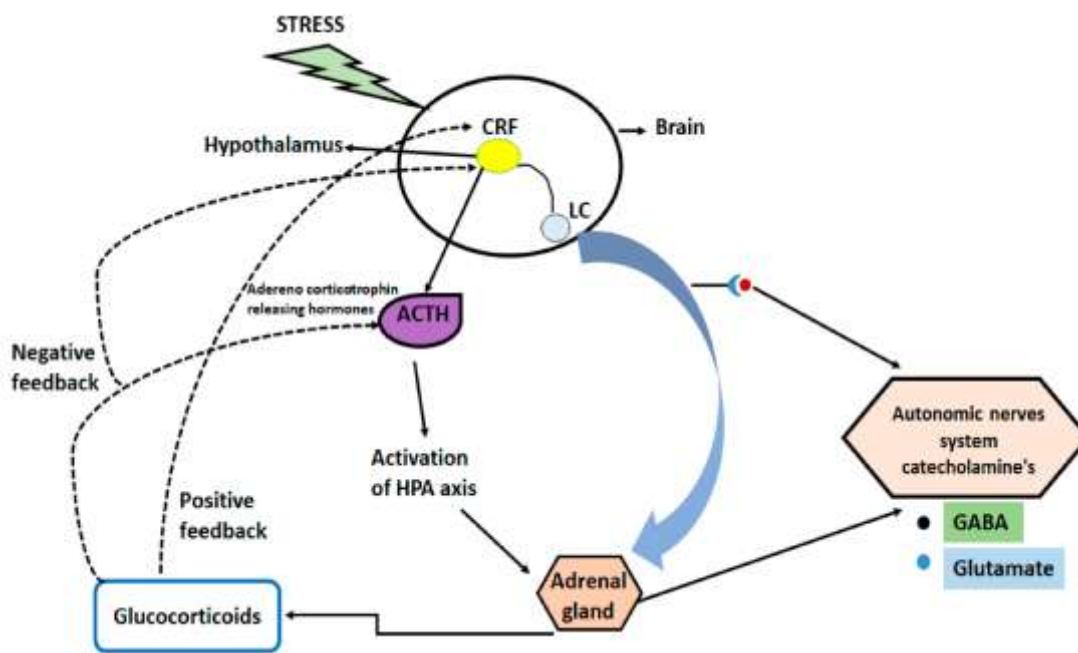 STRESS
CRF
Brain
Hypothalamus
LC
Adereno corticotrophin
releasing hormones
ACTH
Negative
feedback
Autonomic nerves
system
catecholamine's
Activation
of HPA axis
Positive
feedback
GABA
Glutamate
Adrenal
gland
Glucocorticoids